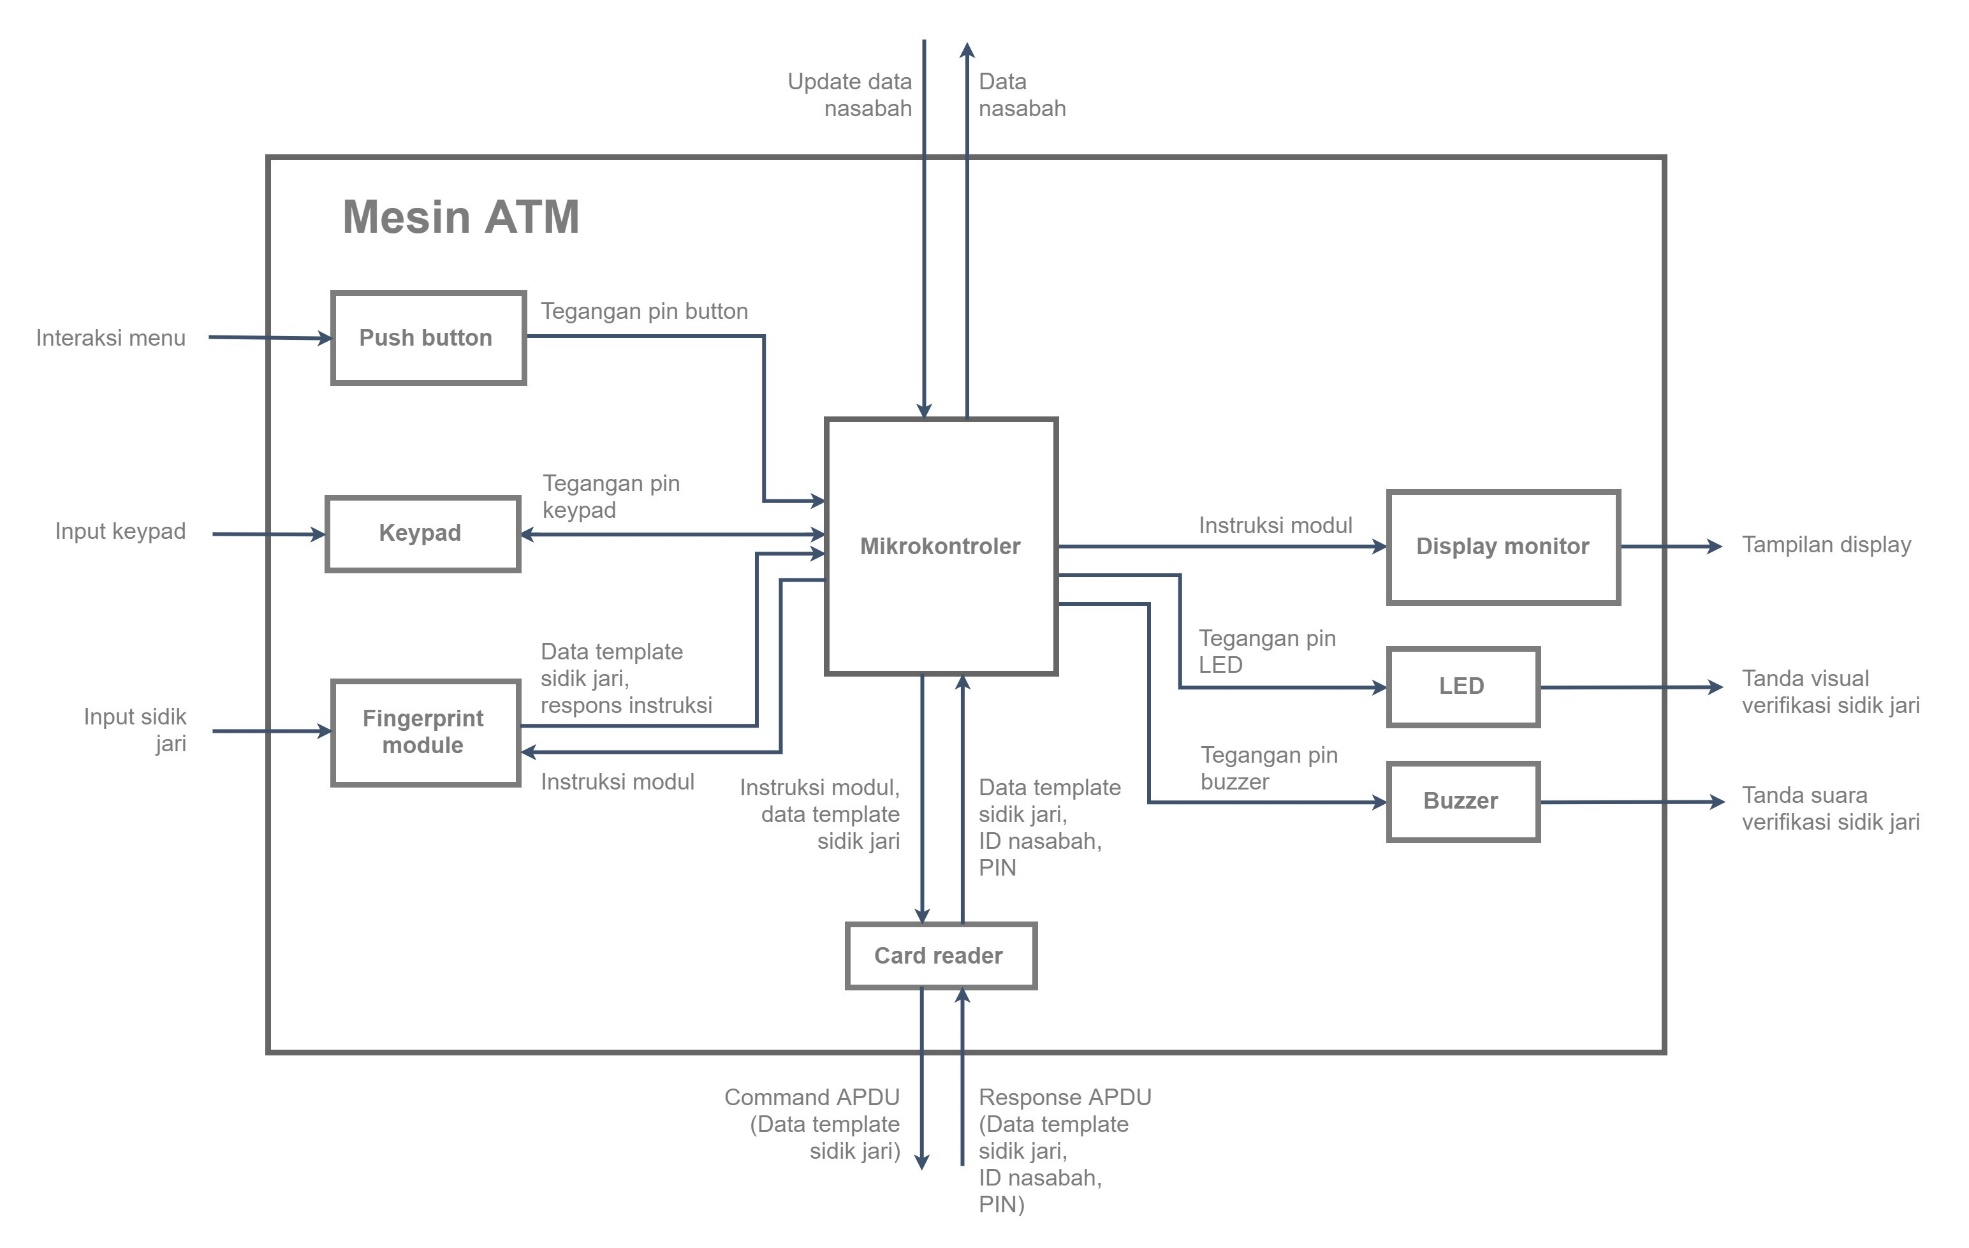 Update data
nasabah
Data
nasabah
Mesin ATM
Interaksi menu
Push button
Tegangan pin button
Input keypad
Keypad
Tegangan pin
keypad
Mikrokontroler
Instruksi modul
Display monitor
Tampilan display
Input sidik
jari
Fingerprint
module
Data template
sidik jari,
respons instruksi
Instruksi modul
Tegangan pin
LED
LED
Tanda visual
verifikasi sidik jari
Tegangan pin
buzzer
Buzzer
Tanda suara
verifikasi sidik jari
Instruksi modul,
data template
sidik jari
Data template
sidik jari,
ID nasabah,
PIN
Card reader
Command APDU
(Data template
sidik jari)
Response APDU
(Data template
sidik jari,
ID nasabah,
PIN)